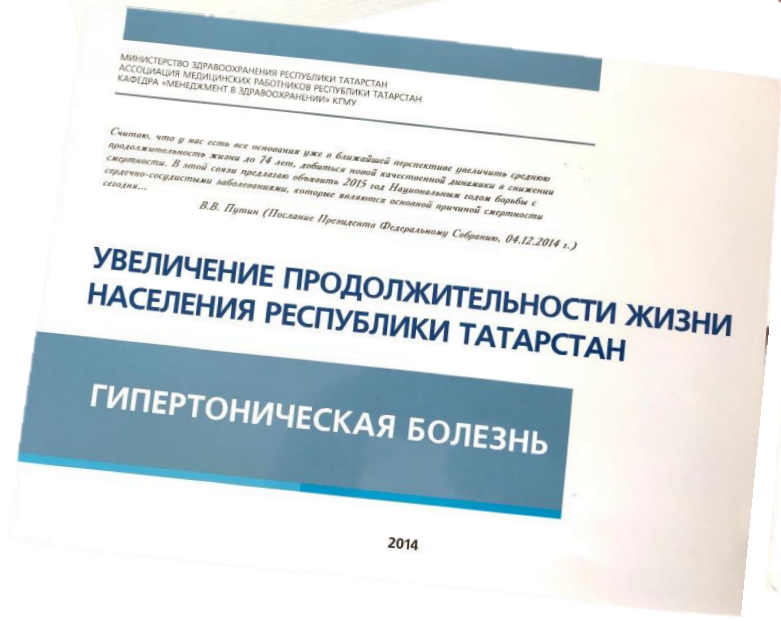 МИНИСТЕРСТВО ЗДРАВООХРАНЕНИЯ РЕСПУБЛИКИ ТАТАРСТАН
АССОЦИАЦИЯ МЕДИЦИНСКИХ РАБОТНИКОВ РЕСПУБЛИКИ ТАТАРСТАН
КАФЕДРА «МЕНЕДЖМЕНТ В ЗДРАВООХРАНЕНИИ» КГМУ
Считаю, что у нас есть все основания уже в ближайшей перспективе увеличить среднюю
продолжительность жизни до 74 лет, добиться новой качественной динамики в снижении
смертности. В этой связи предлагаю объявить 2015 год Национальным годом борьбы с
сердечно-сосудистыми заболеваниями, которые являются основной причиной смертности
сегодня...
В.В. Путин (Послание Президента Федеральному Собранию, 04.12.2014 г.)
УВЕЛИЧЕНИЕ ПРОДОЛЖИТЕЛЬНОСТИ ЖИЗНИ
НАСЕЛЕНИЯ РЕСПУБЛИКИ ТАТАРСТАН
ГИПЕРТОНИЧЕСКАЯ БОЛЕЗНЬ
2014